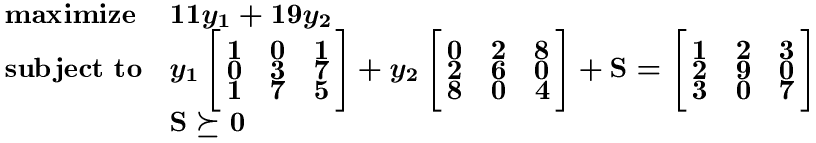 maximize 11y₁ + 19y₂
subject to y₁ [1 0 1; 0 3 7; 1 7 5] + y₂ [0 2 8; 2 6 0; 8 0 4] + S = [1 2 3; 2 9 0; 3 0 7]
S ⪰ 0